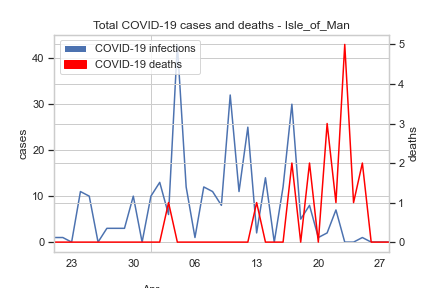 Total COVID-19 cases and deaths - Isle_of_Man
COVID-19 infections
COVID-19 deaths
cases
deaths
40
30
20
10
0
5
4
3
2
1
0
23 30 06 13 20 27